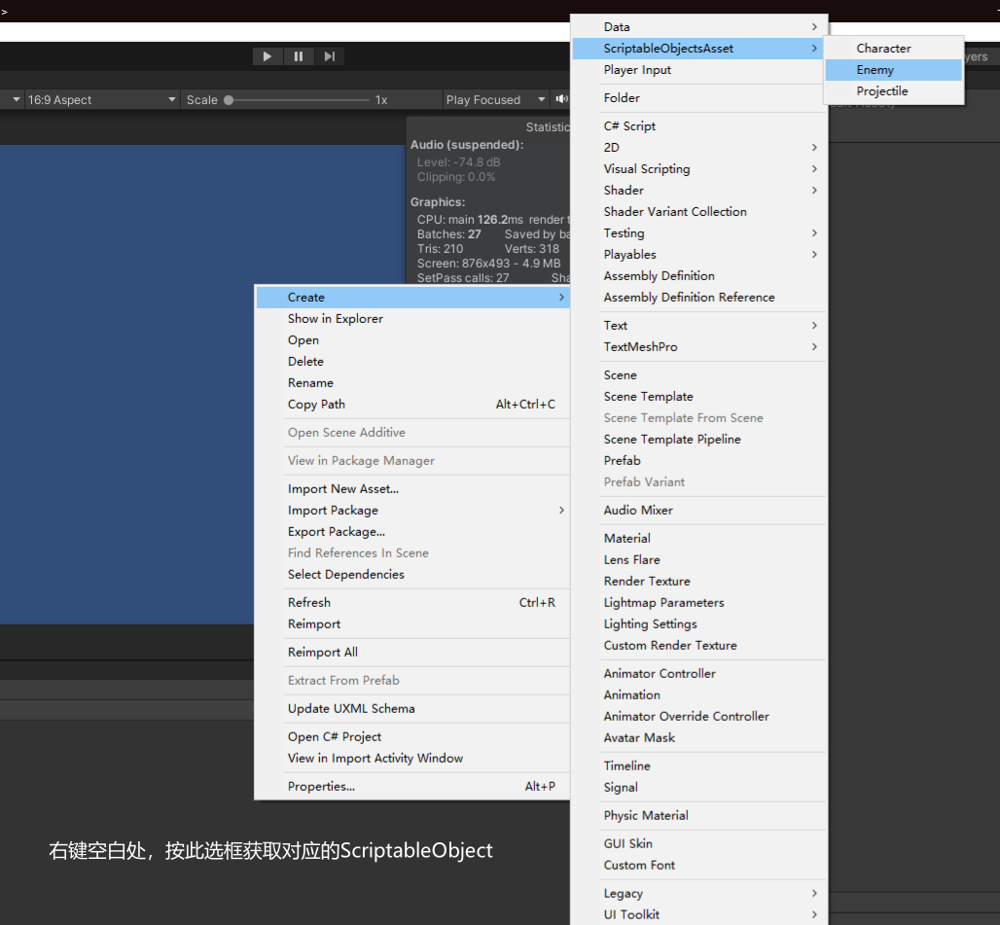 >
16:9 Aspect
Scale
1x
Play Focused
Statistic
Audio (suspended):
Level: -74.8 dB
Clipping: 0.0%
Graphics:
CPU: main 126.2ms render t
Batches: 27 Saved by ba
Tris: 210 Verts: 318
Screen: 876x493 - 4.9 MB
SetPass calls: 27 Sha
Create
Show in Explorer
Open
Delete
Rename
Copy Path Alt+Ctrl+C
Open Scene Additive
View in Package Manager
Import New Asset...
Import Package
Export Package...
Find References In Scene
Select Dependencies
Refresh Ctrl+R
Reimport
Reimport All
Extract From Prefab
Update UXML Schema
Open C# Project
View in Import Activity Window
Properties... Alt+P
Data
ScriptableObjectsAsset
Player Input
Folder
C# Script
2D
Visual Scripting
Shader
Shader Variant Collection
Testing
Playables
Assembly Definition
Assembly Definition Reference
Text
TextMeshPro
Scene
Scene Template
Scene Template From Scene
Scene Template Pipeline
Prefab
Prefab Variant
Audio Mixer
Material
Lens Flare
Render Texture
Lightmap Parameters
Lighting Settings
Custom Render Texture
Animator Controller
Animation
Animator Override Controller
Avatar Mask
Timeline
Signal
Physic Material
GUI Skin
Custom Font
Legacy
UI Toolkit
Character
Enemy
Projectile
yers
右键空白处，按此选框获取对应的ScriptableObject